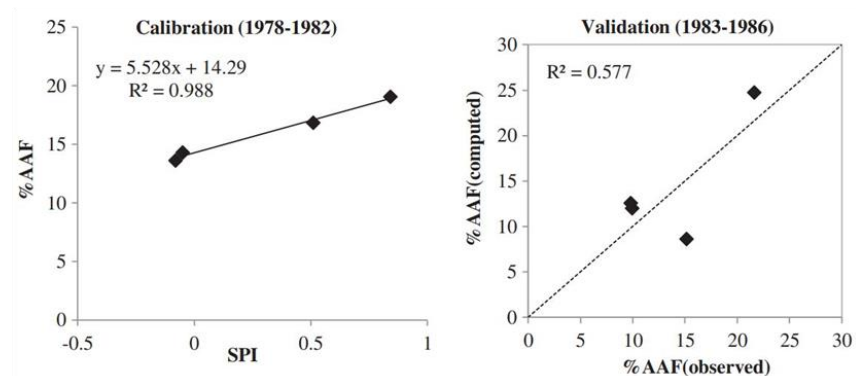 Calibration (1978-1982)
y = 5.528x + 14.29
R² = 0.988
%AAF
25
20
15
10
5
0
-0.5
0
0.5
1
SPI
Validation (1983-1986)
R² = 0.577
%AAF(computed)
30
25
20
15
10
5
0
0
5
10
15
20
25
30
%AAF(observed)